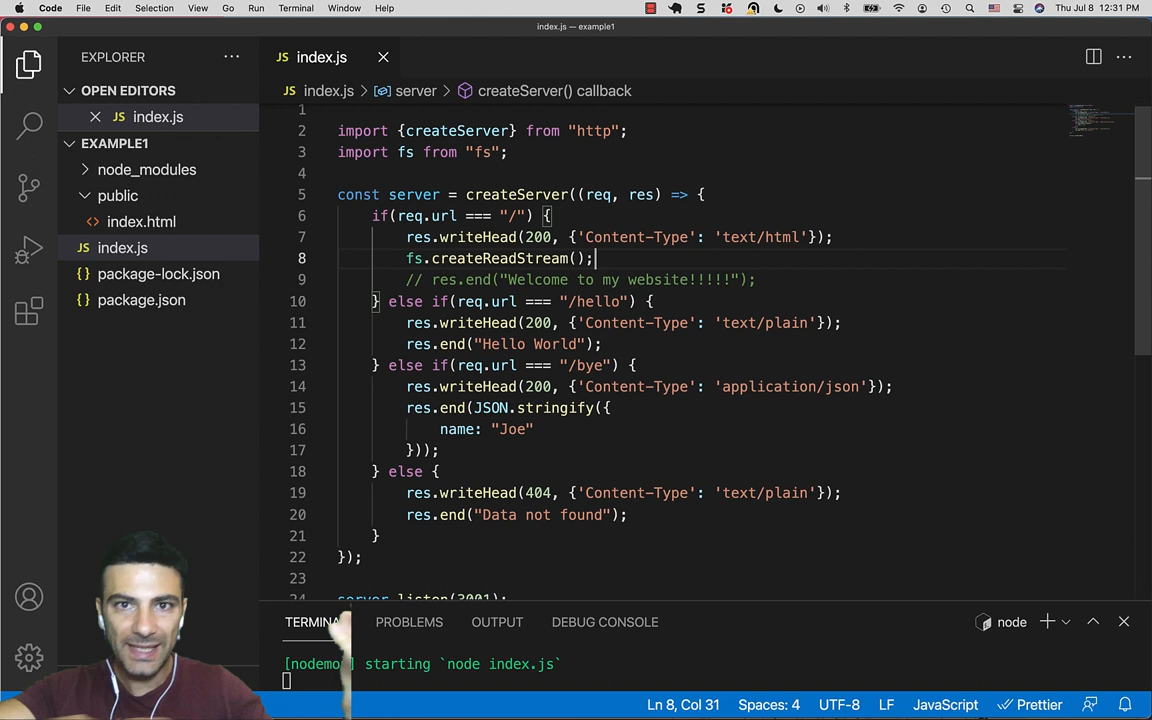 Code File Edit Selection View Go Run Terminal Window Help Thu Jul 8 12:31 PM
index.js — example1
EXPLORER
JS index.js
OPEN EDITORS
JS index.js > server > createServer() callback
JS index.js
EXAMPLE1
node_modules
public
index.html
JS index.js
{} package-lock.json
{} package.json
1
2 import {createServer} from "http";
3 import fs from "fs";
4
5 const server = createServer((req, res) => {
6 if(req.url === "/") {
7 res.writeHead(200, {'Content-Type': 'text/html'});
8 fs.createReadStream();
9 // res.end("Welcome to my website!!!!!");
10 } else if(req.url === "/hello") {
11 res.writeHead(200, {'Content-Type': 'text/plain'});
12 res.end("Hello World");
13 } else if(req.url === "/bye") {
14 res.writeHead(200, {'Content-Type': 'application/json'});
15 res.end(JSON.stringify({
16 name: "Joe"
17 }));
18 } else {
19 res.writeHead(404, {'Content-Type': 'text/plain'});
20 res.end("Data not found");
21 }
22 });
23
24 server.listen(3001);
PROBLEMS OUTPUT DEBUG CONSOLE node
starting `node index.js`
Ln 8, Col 31 Spaces: 4 UTF-8 LF JavaScript Prettier